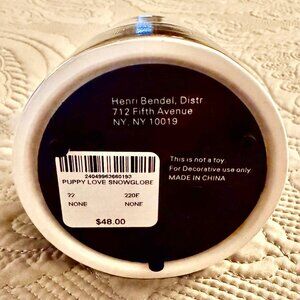 Henri Bendel, Distr
712 Fifth Avenue
NY, NY 10019
This is not a toy.
For Decorative use only
MADE IN CHINA
24049963660193
PUPPY LOVE SNOWGLOBE
22 220F
NONE NONE
$48.00